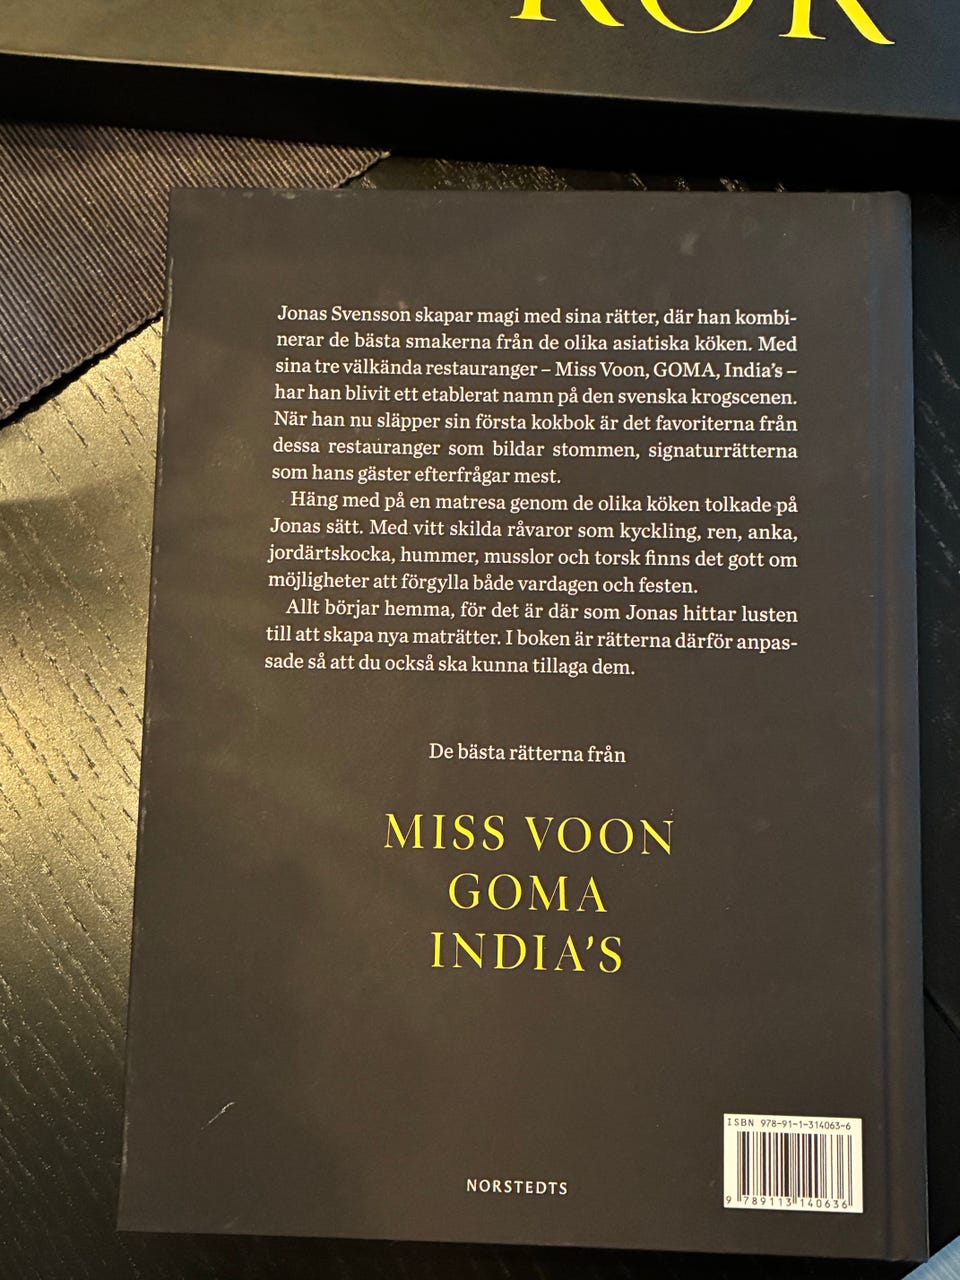 Jonas Svensson skapar magi med sina rätter, där han kombi-
nerar de bästa smakerna från de olika asiatiska köken. Med
sina tre välkända restauranger – Miss Voon, GOMA, India’s –
har han blivit ett etablerat namn på den svenska krogscenen.
När han nu släpper sin första kokbok är det favoriterna från
dessa restauranger som bildar stommen, signaturrätterna
som hans gäster efterfrågar mest.
Häng med på en matresa genom de olika köken tolkade på
Jonas sätt. Med vitt skilda råvaror som kyckling, ren, anka,
jordärtskocka, hummer, musslor och torsk finns det gott om
möjligheter att förgylla både vardagen och festen.
Allt börjar hemma, för det är där som Jonas hittar lusten
till att skapa nya maträtter. I boken är rätterna därför anpas-
sade så att du också ska kunna tillaga dem.
De bästa rätterna från
MISS VOON
GOMA
INDIA’S
NORSTEDTS
ISBN 978-91-1-314063-6
9 789113 140636